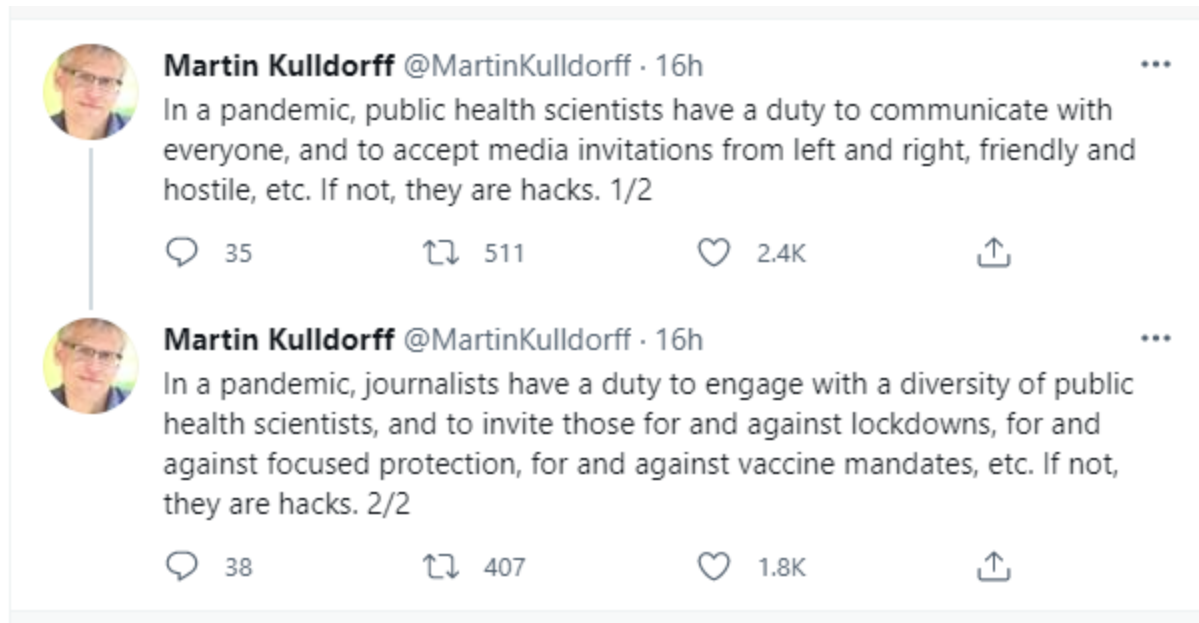 Martin Kulldorff @MartinKulldorff · 16h
In a pandemic, public health scientists have a duty to communicate with
everyone, and to accept media invitations from left and right, friendly and
hostile, etc. If not, they are hacks. 1/2
35 511 2.4K
Martin Kulldorff @MartinKulldorff · 16h
In a pandemic, journalists have a duty to engage with a diversity of public
health scientists, and to invite those for and against lockdowns, for and
against focused protection, for and against vaccine mandates, etc. If not,
they are hacks. 2/2
38 407 1.8K